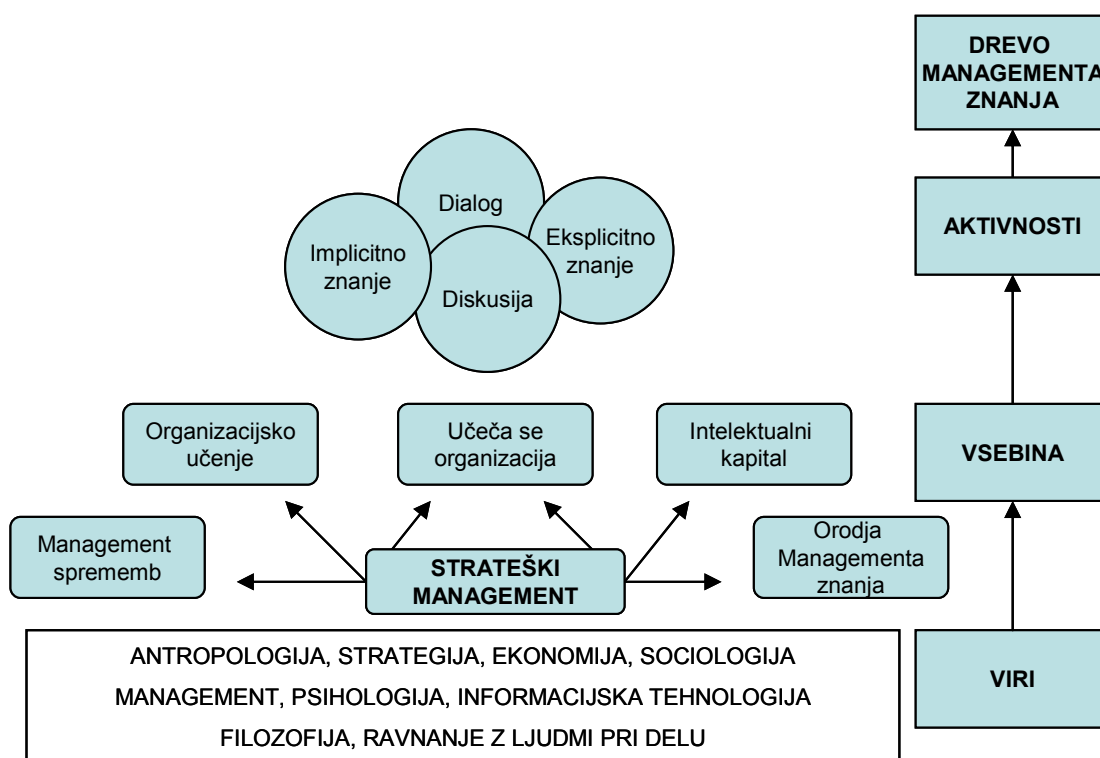 DREVO
MANAGEMENTA
ZNANJA
AKTIVNOSTI
VSEBINA
VIRI
Dialog
Implicitno
znanje
Eksplicitno
znanje
Diskusija
Organizacijsko
učenje
Učeča se
organizacija
Intelektualni
kapital
Management
sprememb
STRATEŠKI
MANAGEMENT
Orodja
Managementa
znanja
ANTROPOLOGIJA, STRATEGIJA, EKONOMIJA, SOCIOLOGIJA
MANAGEMENT, PSIHOLOGIJA, INFORMACIJSKA TEHNOLOGIJA
FILOZOFIJA, RAVNANJE Z LJUDMI PRI DELU